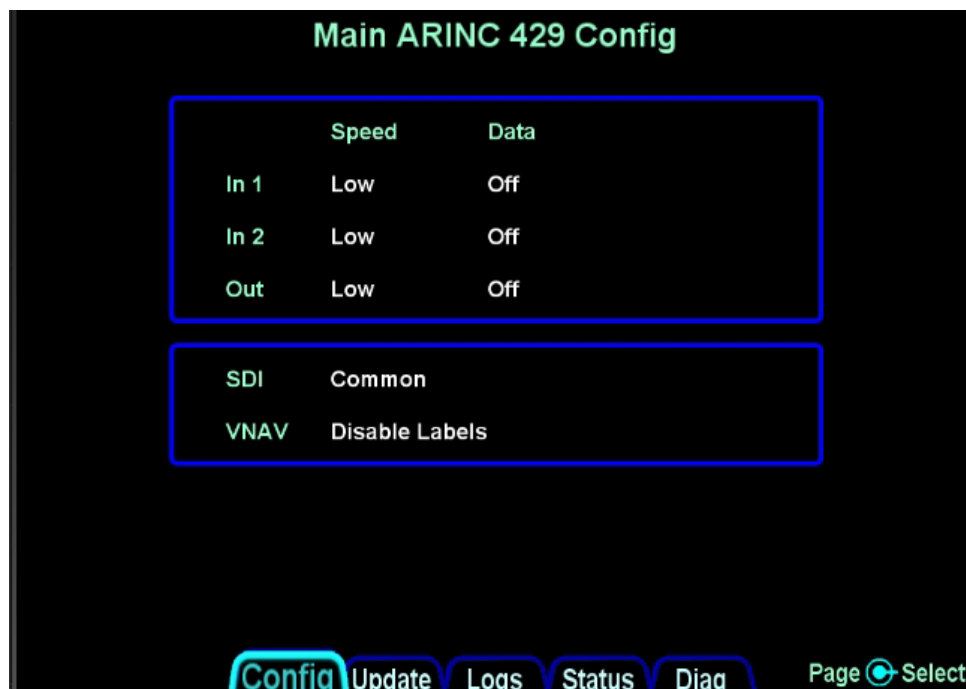 Main ARINC 429 Config
Speed Data
In 1 Low Off
In 2 Low Off
Out Low Off
SDI Common
VNAV Disable Labels
Config Update Logs Status Diag Page Select